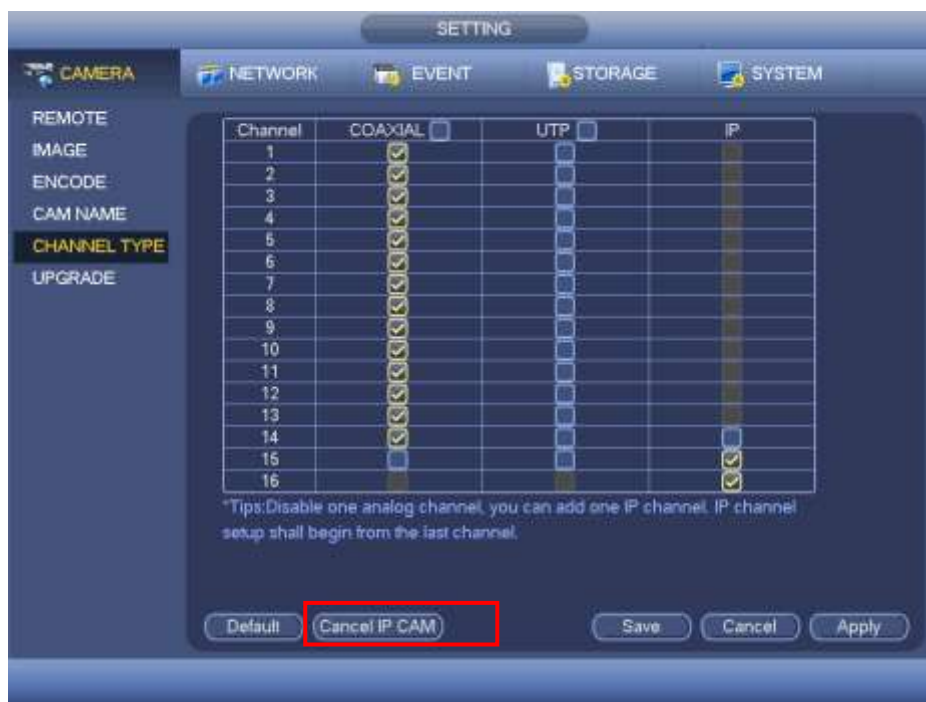 SETTING
CAMERA NETWORK EVENT STORAGE SYSTEM
REMOTE
IMAGE
ENCODE
CAM NAME
CHANNEL TYPE
UPGRADE
Channel COAXIAL UTP IP
1
2
3
4
5
6
7
8
9
10
11
12
13
14
15
16
*Tips:Disable one analog channel, you can add one IP channel. IP channel
setup shall begin from the last channel.
Default Cancel IP CAM Save Cancel Apply